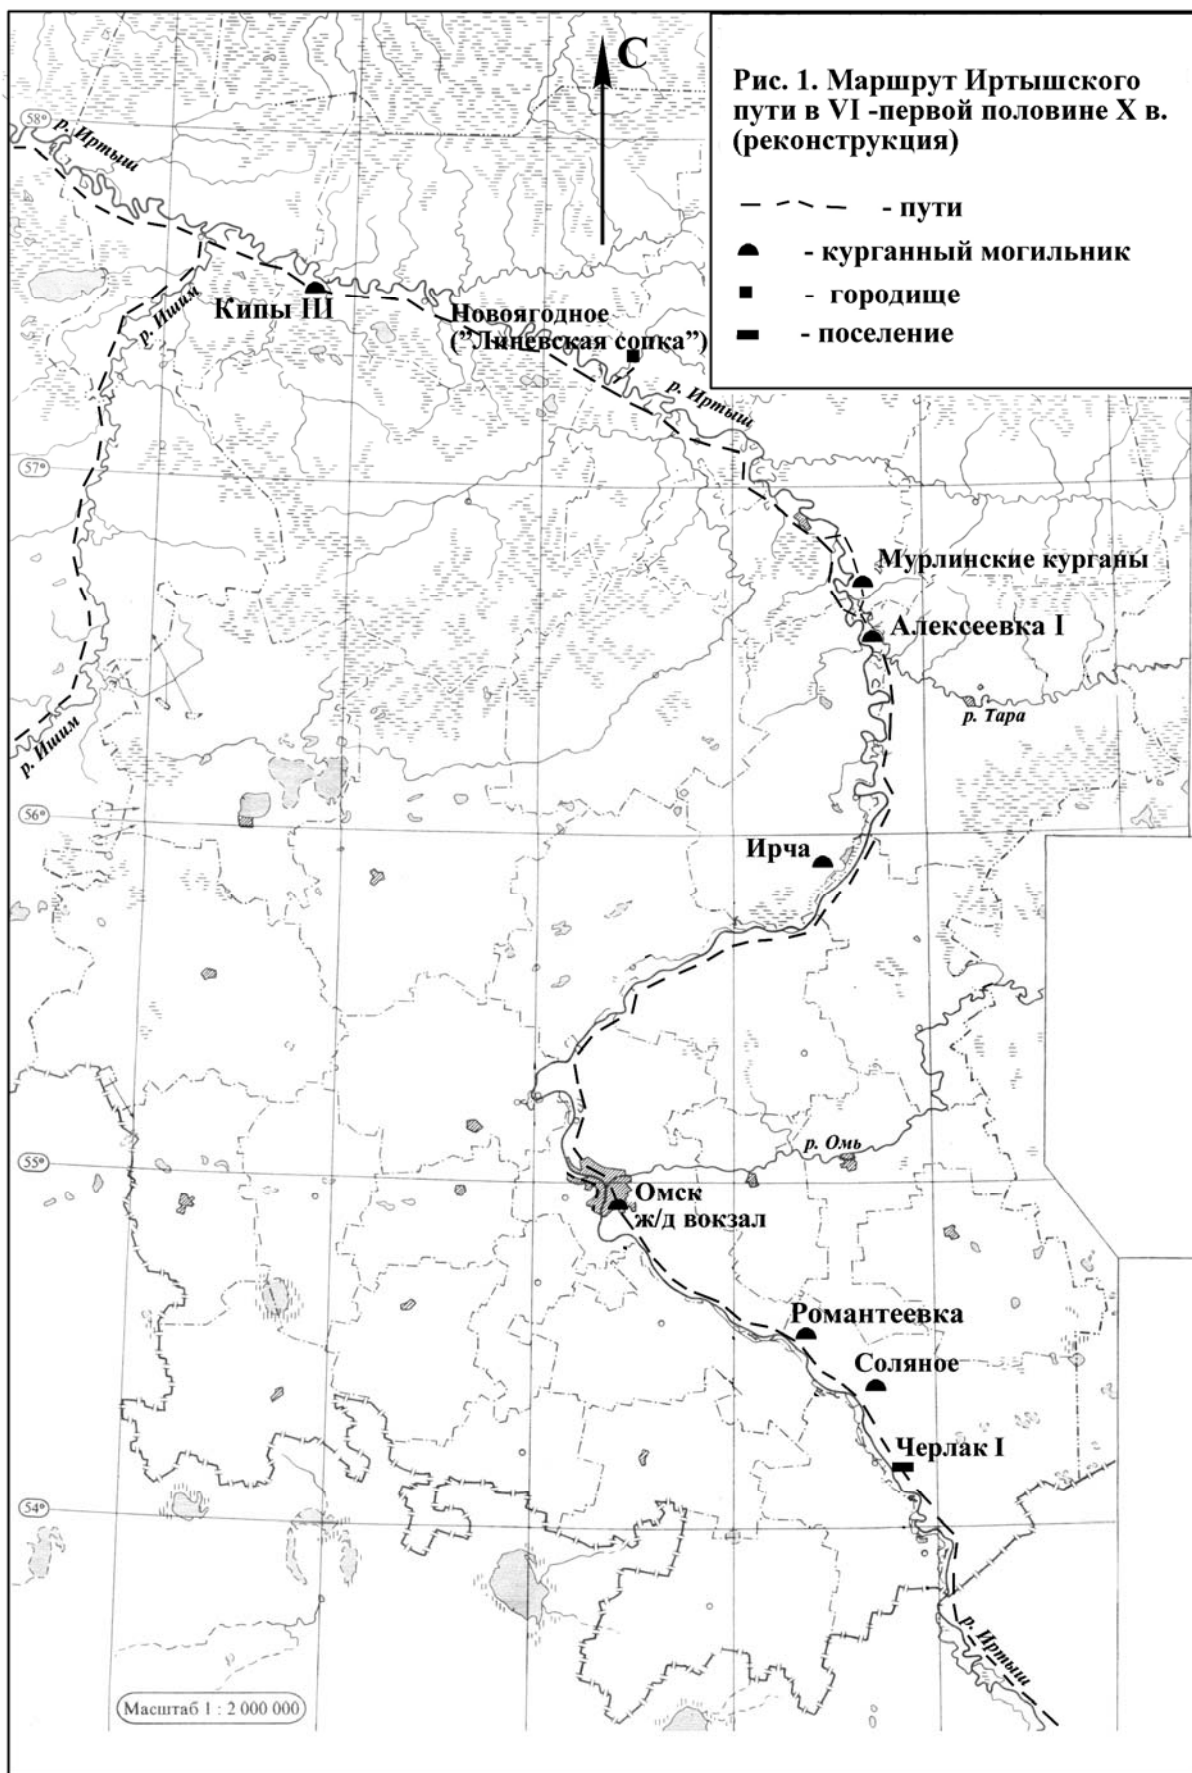 С
Рис. 1. Маршрут Иртышского
пути в VI -первой половине X в.
(реконструкция)
- пути
- курганный могильник
- городище
- поселение
58°
р. Иртыш
р. Ишим
Кипы III
Новоягодное
("Линевская сопка")
р. Иртыш
57°
Мурлинские курганы
Алексеевка I
р. Тара
р. Ишим
56°
Ирча
р. Омь
55°
Омск
ж/д вокзал
Романтеевка
Соляное
Черлак I
54°
р. Иртыш
Масштаб 1 : 2 000 000